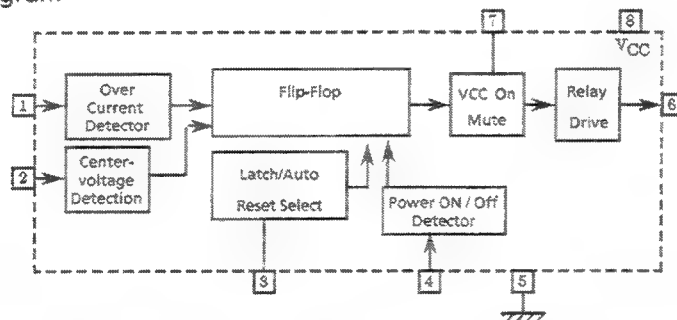 7
8
VCC
1
Over
Current
Detector
Flip-Flop
VCC On
Mute
Relay
Drive
6
2
Center-
voltage
Detection
Latch/Auto
Reset Select
Power ON / Off
Detector
3
4
5